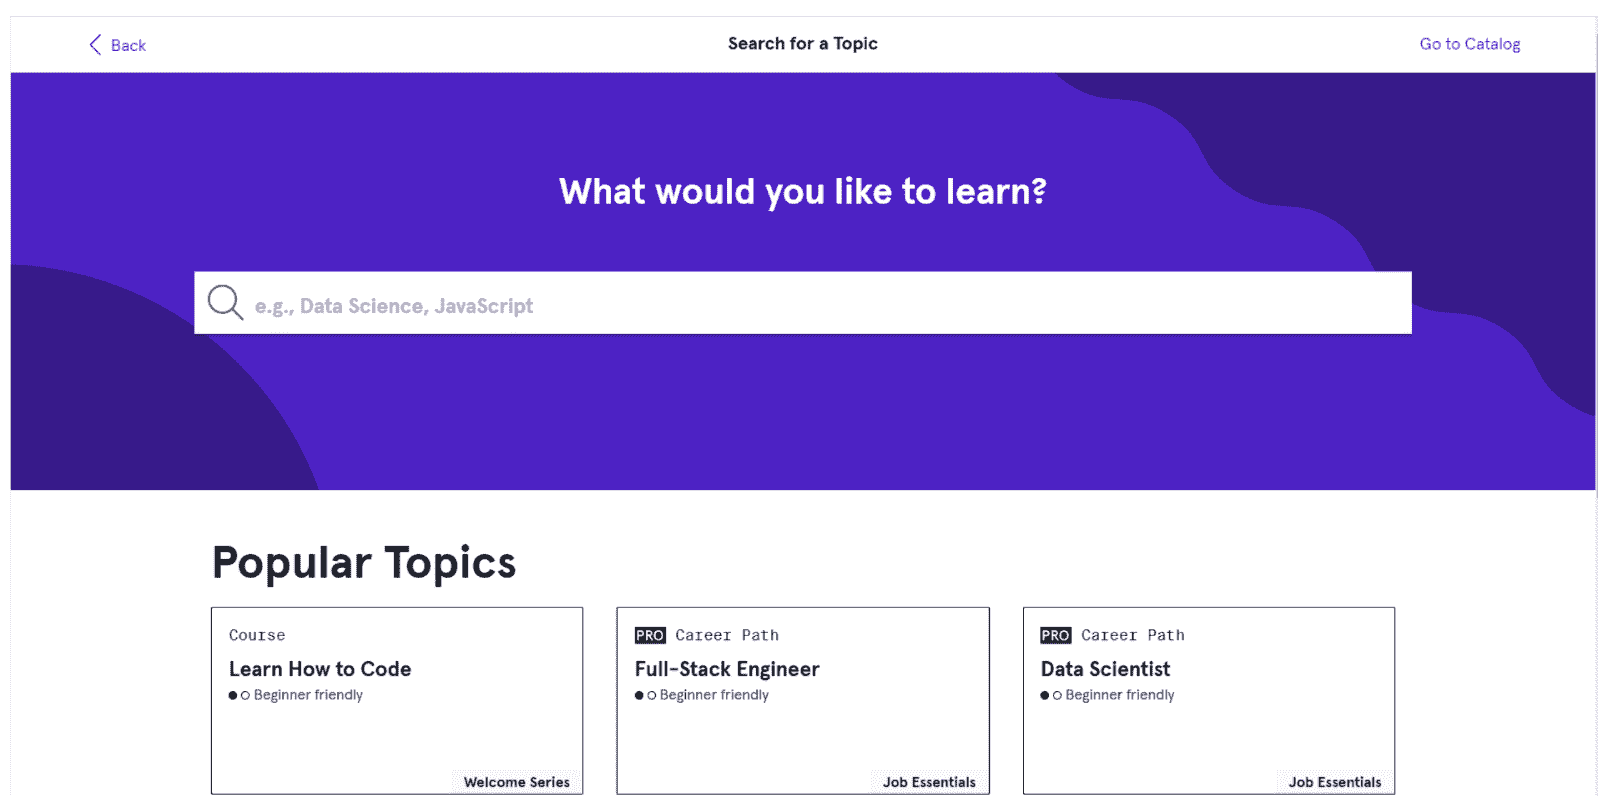 Back
Search for a Topic
Go to Catalog
What would you like to learn?
e.g., Data Science, JavaScript
Popular Topics
Course
Learn How to Code
Beginner friendly
Welcome Series
PRO Career Path
Full-Stack Engineer
Beginner friendly
Job Essentials
PRO Career Path
Data Scientist
Beginner friendly
Job Essentials